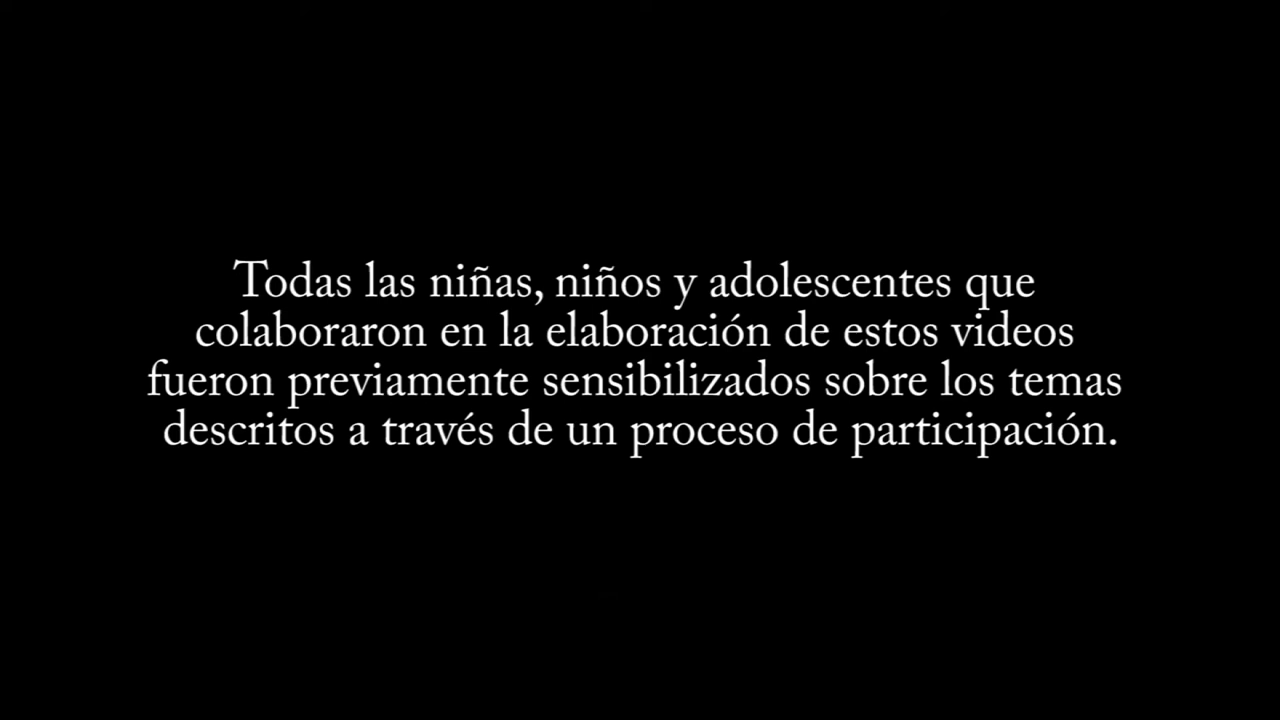 Todas las niñas, niños y adolescentes que
colaboraron en la elaboración de estos videos
fueron previamente sensibilizados sobre los temas
descritos a través de un proceso de participación.